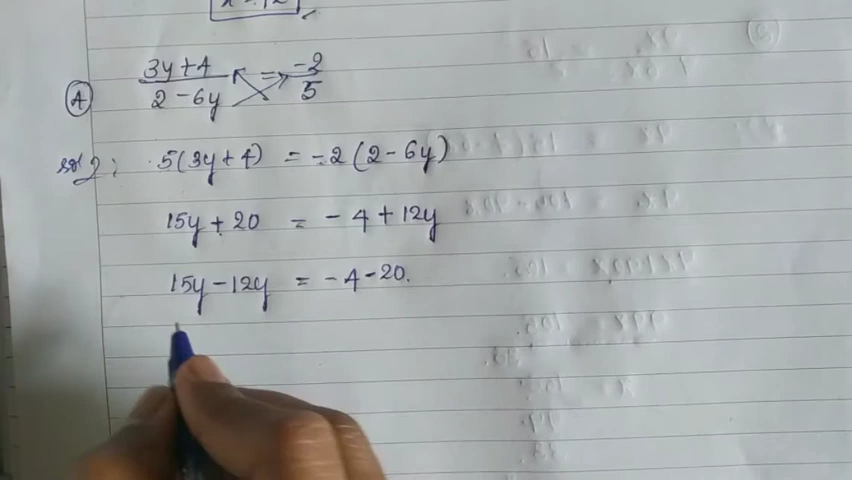 (A) (3y+4)/(2-6y) = -2/5
sol?: 5(3y+4) = -2(2-6y)
15y+20 = -4+12y
15y-12y = -4-20.